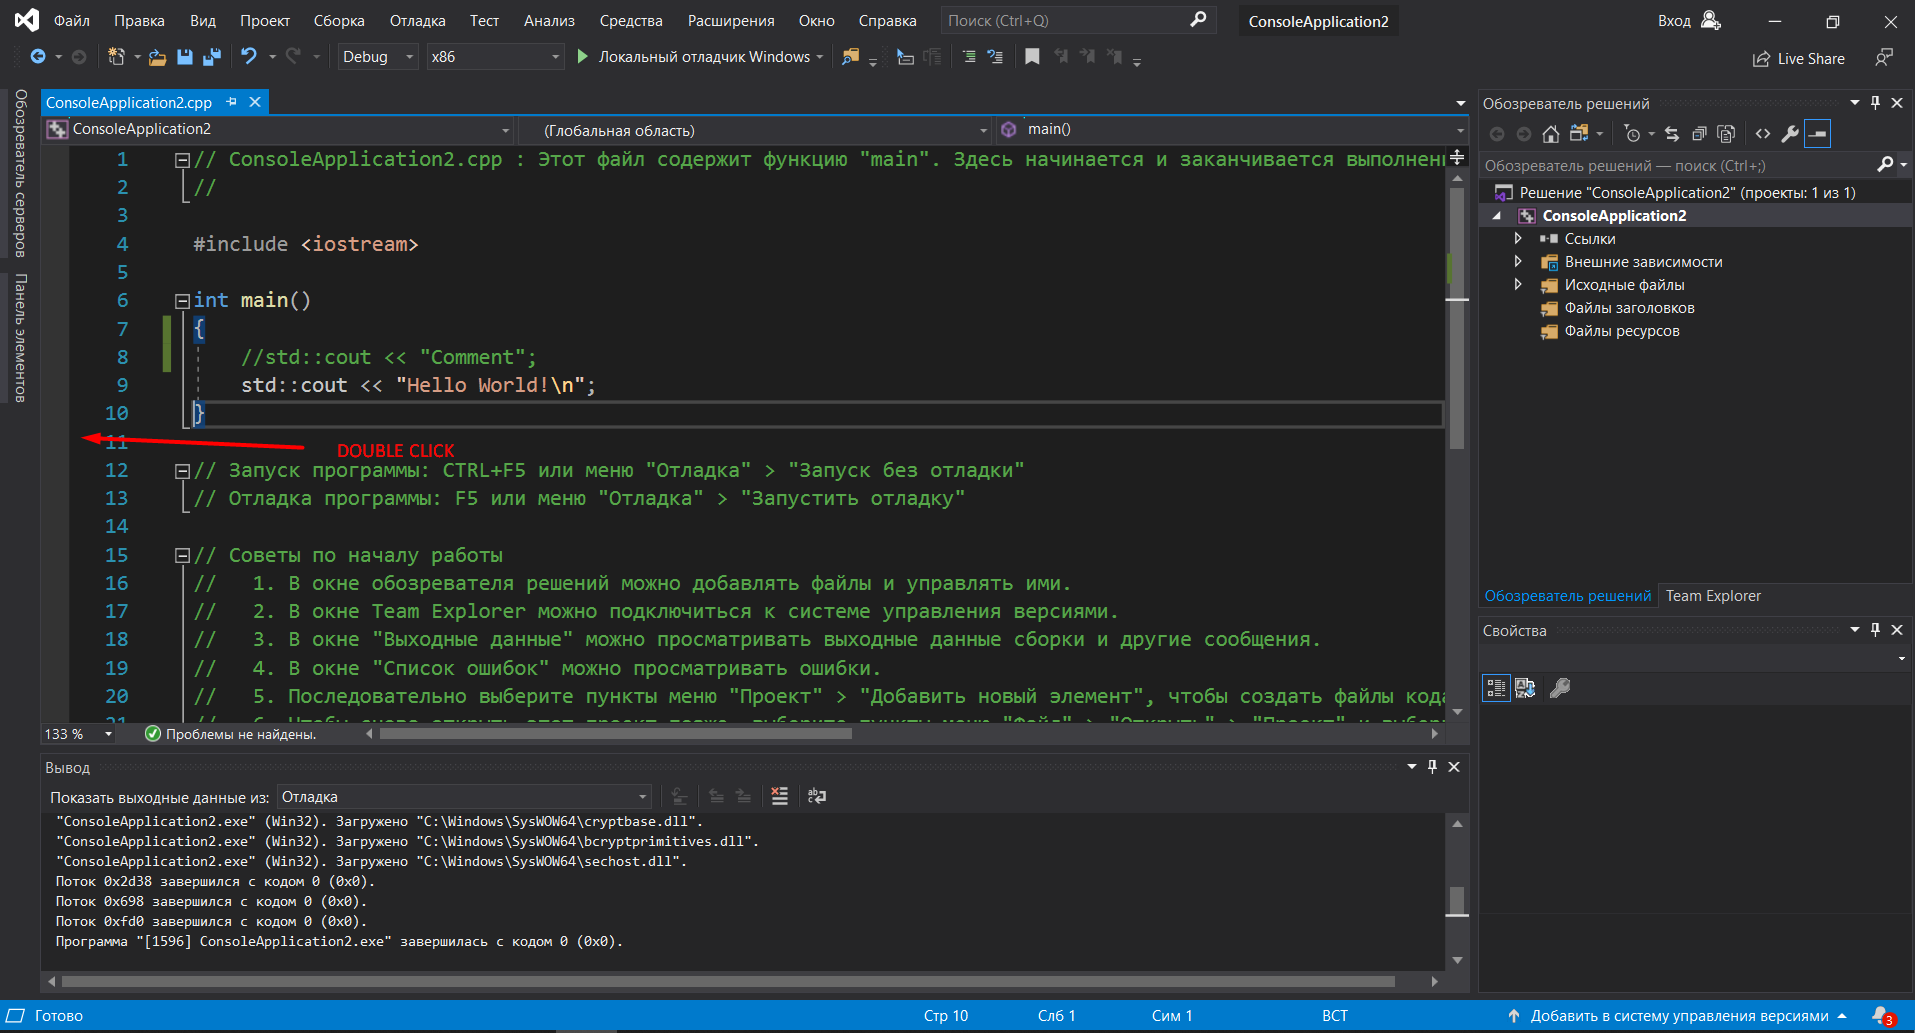 Файл Правка Вид Проект Сборка Отладка Тест Анализ Средства Расширения Окно Справка Поиск (Ctrl+Q) ConsoleApplication2 Вход
Debug x86 Локальный отладчик Windows Live Share
Обозреватель серверов
Панель элементов
ConsoleApplication2.cpp
ConsoleApplication2 (Глобальная область) main()
1 // ConsoleApplication2.cpp : Этот файл содержит функцию "main". Здесь начинается и заканчивается
2 //
3
4 #include <iostream>
5
6 int main()
7 {
8 //std::cout << "Comment";
9 std::cout << "Hello World!\n";
10 }
11
DOUBLE CLICK
12 // Запуск программы: CTRL+F5 или меню "Отладка" > "Запуск без отладки"
13 // Отладка программы: F5 или меню "Отладка" > "Запустить отладку"
14
15 // Советы по началу работы
16 // 1. В окне обозревателя решений можно добавлять файлы и управлять ими.
17 // 2. В окне Team Explorer можно подключиться к системе управления версиями.
18 // 3. В окне "Выходные данные" можно просматривать выходные данные сборки и другие сообщения.
19 // 4. В окне "Список ошибок" можно просматривать ошибки.
20 // 5. Последовательно выберите пункты меню "Проект" > "Добавить новый элемент", чтобы создать файлы кода
133 % Проблемы не найдены.
Вывод
Показать выходные данные из: Отладка
"ConsoleApplication2.exe" (Win32). Загружено "C:\Windows\SysWOW64\cryptbase.dll".
"ConsoleApplication2.exe" (Win32). Загружено "C:\Windows\SysWOW64\bcryptprimitives.dll".
"ConsoleApplication2.exe" (Win32). Загружено "C:\Windows\SysWOW64\sechost.dll".
Поток 0x2d38 завершился с кодом 0 (0x0).
Поток 0x698 завершился с кодом 0 (0x0).
Поток 0xfd0 завершился с кодом 0 (0x0).
Программа "[1596] ConsoleApplication2.exe" завершилась с кодом 0 (0x0).
Обозреватель решений
Обозреватель решений — поиск (Ctrl+;)
Решение "ConsoleApplication2" (проекты: 1 из 1)
ConsoleApplication2
Ссылки
Внешние зависимости
Исходные файлы
Файлы заголовков
Файлы ресурсов
Обозреватель решений Team Explorer
Свойства
Готово Стр 10 Слб 1 Сим 1 ВСТ Добавить в систему управления версиями 3